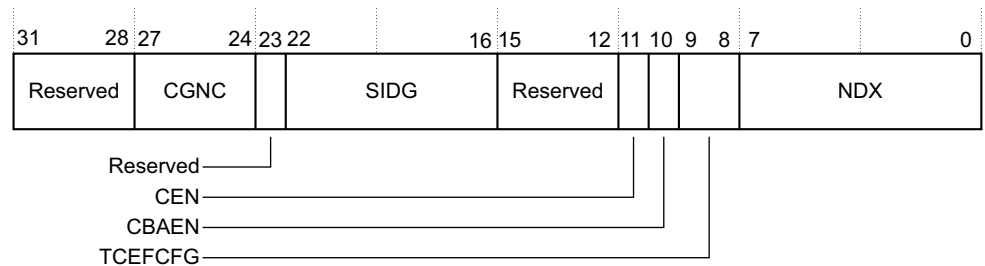 31 28 27 24 23 22 16 15 12 11 10 9 8 7 0
Reserved CGNC SIDG Reserved NDX
Reserved
CEN
CBAEN
TCEFCFG